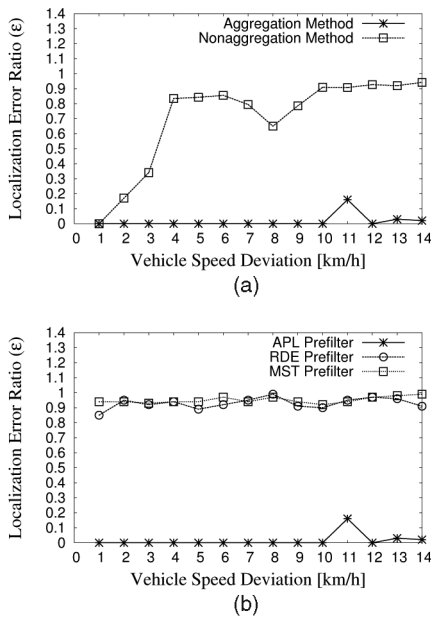 Localization Error Ratio (ε)
1.4
1.3
1.2
1.1
1
0.9
0.8
0.7
0.6
0.5
0.4
0.3
0.2
0.1
0
Aggregation Method
Nonaggregation Method
0 1 2 3 4 5 6 7 8 9 10 11 12 13 14
Vehicle Speed Deviation [km/h]
(a)
Localization Error Ratio (ε)
1.4
1.3
1.2
1.1
1
0.9
0.8
0.7
0.6
0.5
0.4
0.3
0.2
0.1
0
APL Prefilter
RDE Prefilter
MST Prefilter
0 1 2 3 4 5 6 7 8 9 10 11 12 13 14
Vehicle Speed Deviation [km/h]
(b)